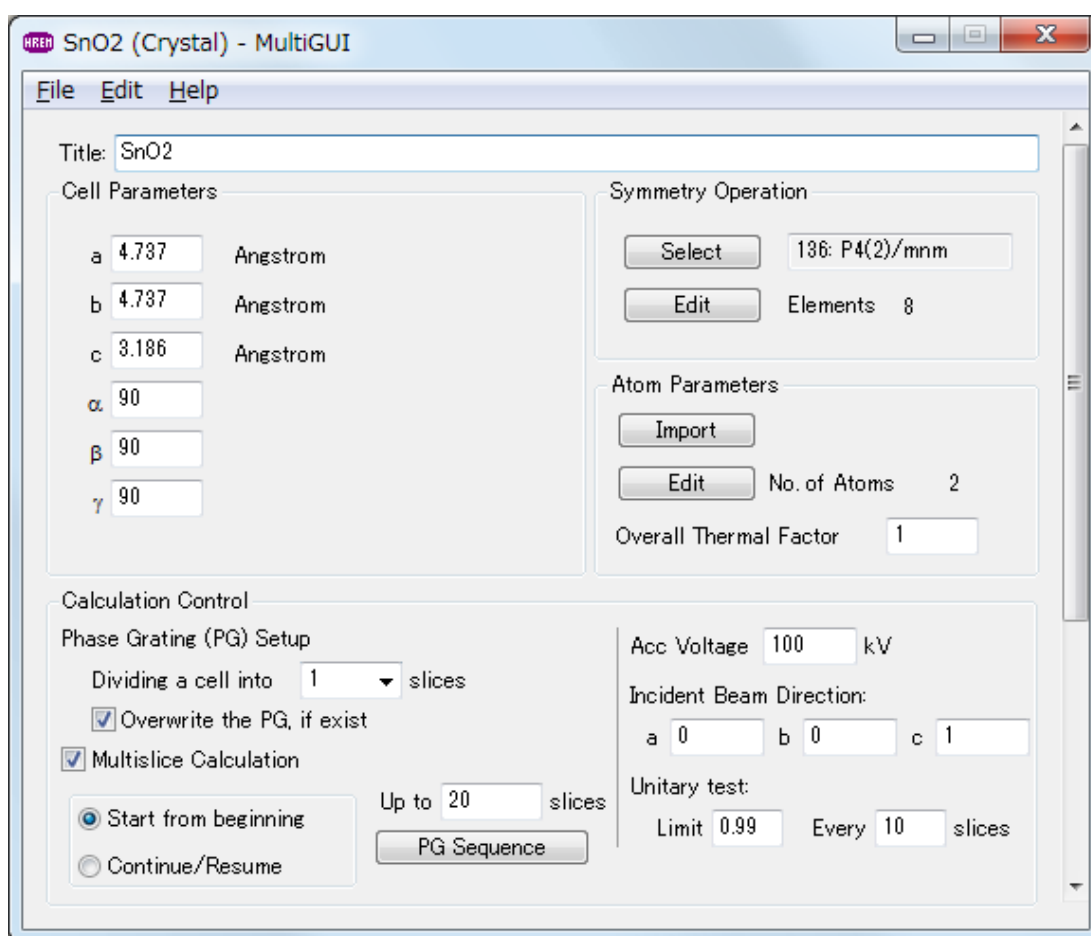 HREM SnO2 (Crystal) - MultiGUI
File Edit Help
Title: SnO2
Cell Parameters
a 4.737 Angstrom
b 4.737 Angstrom
c 3.186 Angstrom
α 90
β 90
γ 90
Symmetry Operation
Select 136: P4(2)/mnm
Edit Elements 8
Atom Parameters
Import
Edit No. of Atoms 2
Overall Thermal Factor 1
Calculation Control
Phase Grating (PG) Setup
Dividing a cell into 1 slices
Overwrite the PG, if exist
Multislice Calculation
Start from beginning
Continue/Resume
Up to 20 slices
PG Sequence
Acc Voltage 100 kV
Incident Beam Direction:
a 0 b 0 c 1
Unitary test:
Limit 0.99 Every 10 slices